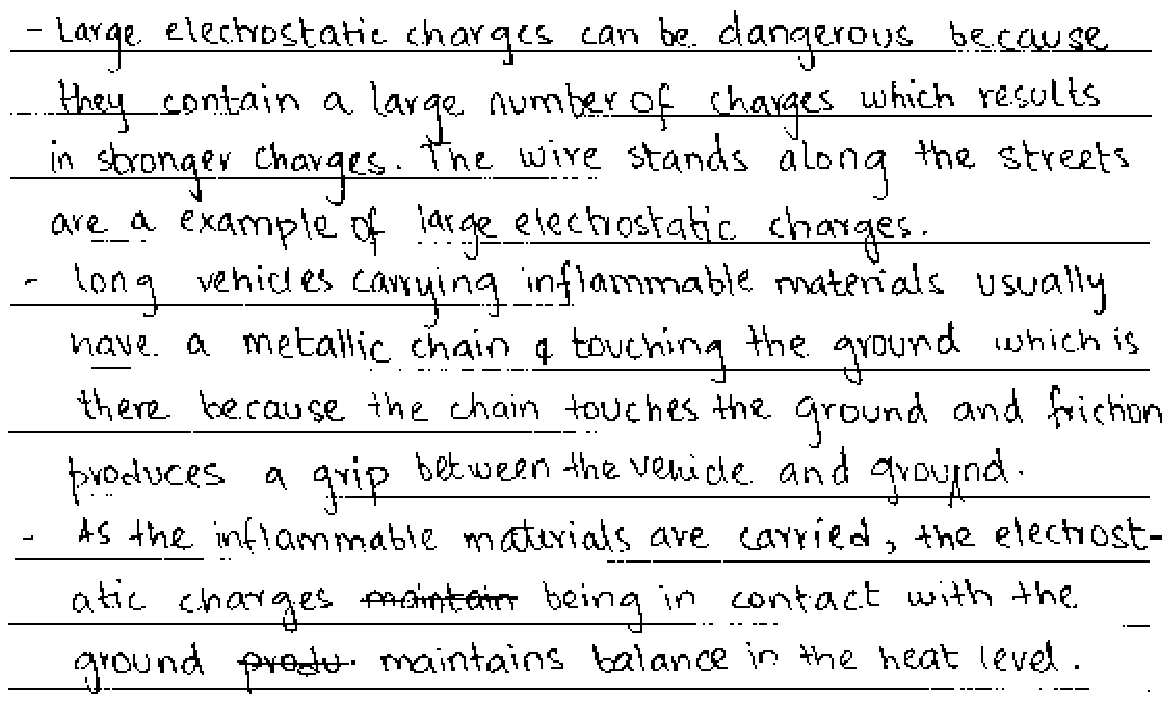 - Large electrostatic charges can be dangerous because
they contain a large number of charges which results
in stronger charges. The wire stands along the streets
are a example of large electrostatic charges.
- long vehicles carrying inflammable materials usually
have a metallic chain & touching the ground which is
there because the chain touches the ground and friction
produces a grip between the vehicle and ground.
- As the inflammable materials are carried, the electrost-
atic charges maintain being in contact with the
ground produ. maintains balance in the heat level.